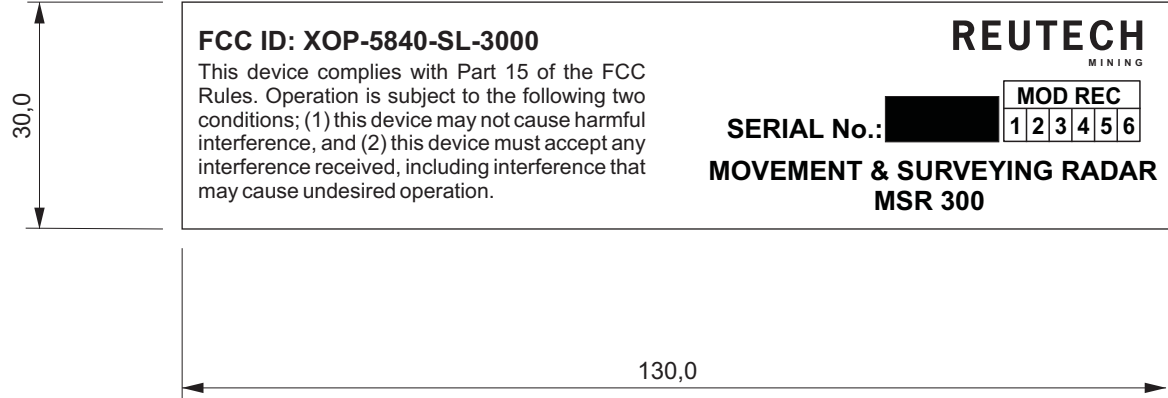 30,0
FCC ID: XOP-5840-SL-3000
This device complies with Part 15 of the FCC
Rules. Operation is subject to the following two
conditions; (1) this device may not cause harmful
interference, and (2) this device must accept any
interference received, including interference that
may cause undesired operation.
REUTECH
MINING
MOD REC
SERIAL No.: 1 2 3 4 5 6
MOVEMENT & SURVEYING RADAR
MSR 300
130,0